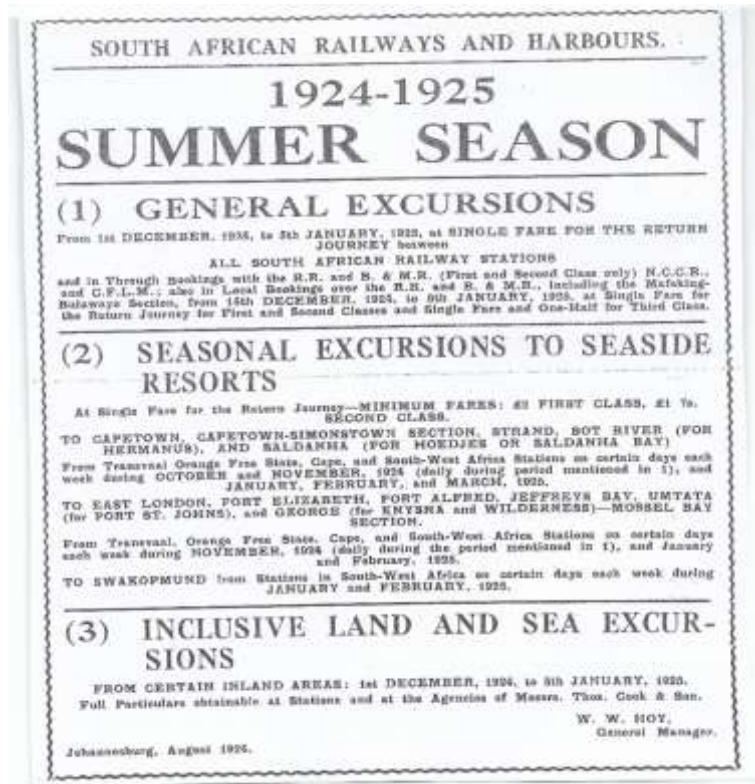 SOUTH AFRICAN RAILWAYS AND HARBOURS.
1924-1925
SUMMER SEASON
(1) GENERAL EXCURSIONS
From 1st DECEMBER, 1924, to 5th JANUARY, 1925, at SINGLE FARE FOR THE RETURN
JOURNEY between
ALL SOUTH AFRICAN RAILWAY STATIONS
and in Through Bookings with the R.R. and B. & M.R. (First and Second Class only) N.C.C.R.,
and C.F.L.M.; also in Local Bookings over the R.R. and B. & M.R., including the Mafeking-
Bulawayo Section, from 15th DECEMBER, 1924, to 5th JANUARY, 1925, at Single Fare for
the Return Journey for First and Second Classes and Single Fare and One-Half for Third Class.
(2) SEASONAL EXCURSIONS TO SEASIDE
RESORTS
At Single Fare for the Return Journey—MINIMUM FARES: £2 FIRST CLASS, £1 7s.
SECOND CLASS.
TO CAPETOWN, CAPETOWN-SIMONSTOWN SECTION, STRAND, BOT RIVER (FOR
HERMANUS), AND SALDANHA (FOR HOEDJES OR SALDANHA BAY)
From Transvaal Orange Free State, Cape, and South-West Africa Stations on certain days each
week during OCTOBER and NOVEMBER, 1924 (daily during period mentioned in 1), and
JANUARY, FEBRUARY, and MARCH, 1925.
TO EAST LONDON, PORT ELIZABETH, PORT ALFRED, JEFFREYS BAY, UMTATA
(for PORT ST. JOHNS), and GEORGE (for KNYSNA and WILDERNESS)—MOSSEL BAY
SECTION.
From Transvaal, Orange Free State, Cape, and South-West Africa Stations on certain days
each week during NOVEMBER, 1924 (daily during the period mentioned in 1), and January
and February, 1925.
TO SWAKOPMUND from Stations in South-West Africa on certain days each week during
JANUARY and FEBRUARY, 1925.
(3) INCLUSIVE LAND AND SEA EXCUR-
SIONS
FROM CERTAIN INLAND AREAS: 1st DECEMBER, 1924, to 5th JANUARY, 1925.
Full Particulars obtainable at Stations and at the Agencies of Messrs. Thos. Cook & Son.
W. W. HOY,
General Manager.
Johannesburg, August